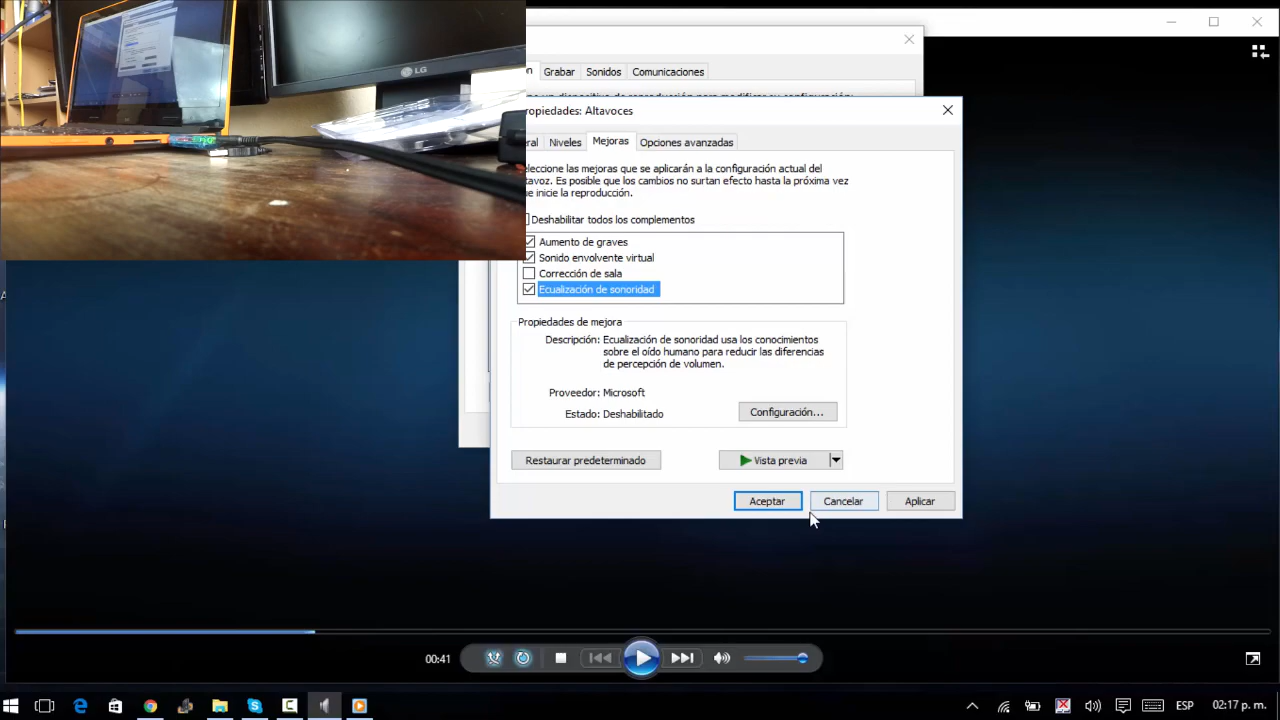 LG
Grabar Sonidos Comunicaciones
Propiedades: Altavoces
Niveles Mejoras Opciones avanzadas
Seleccione las mejoras que se aplicarán a la configuración actual del
altavoz. Es posible que los cambios no surtan efecto hasta la próxima vez
que inicie la reproducción.
Deshabilitar todos los complementos
Aumento de graves
Sonido envolvente virtual
Corrección de sala
Ecualización de sonoridad
Propiedades de mejora
Descripción: Ecualización de sonoridad usa los conocimientos
sobre el oído humano para reducir las diferencias
de percepción de volumen.
Proveedor: Microsoft
Estado: Deshabilitado
Configuración...
Restaurar predeterminado Vista previa
Aceptar Cancelar Aplicar
00:41
ESP 02:17 p. m.